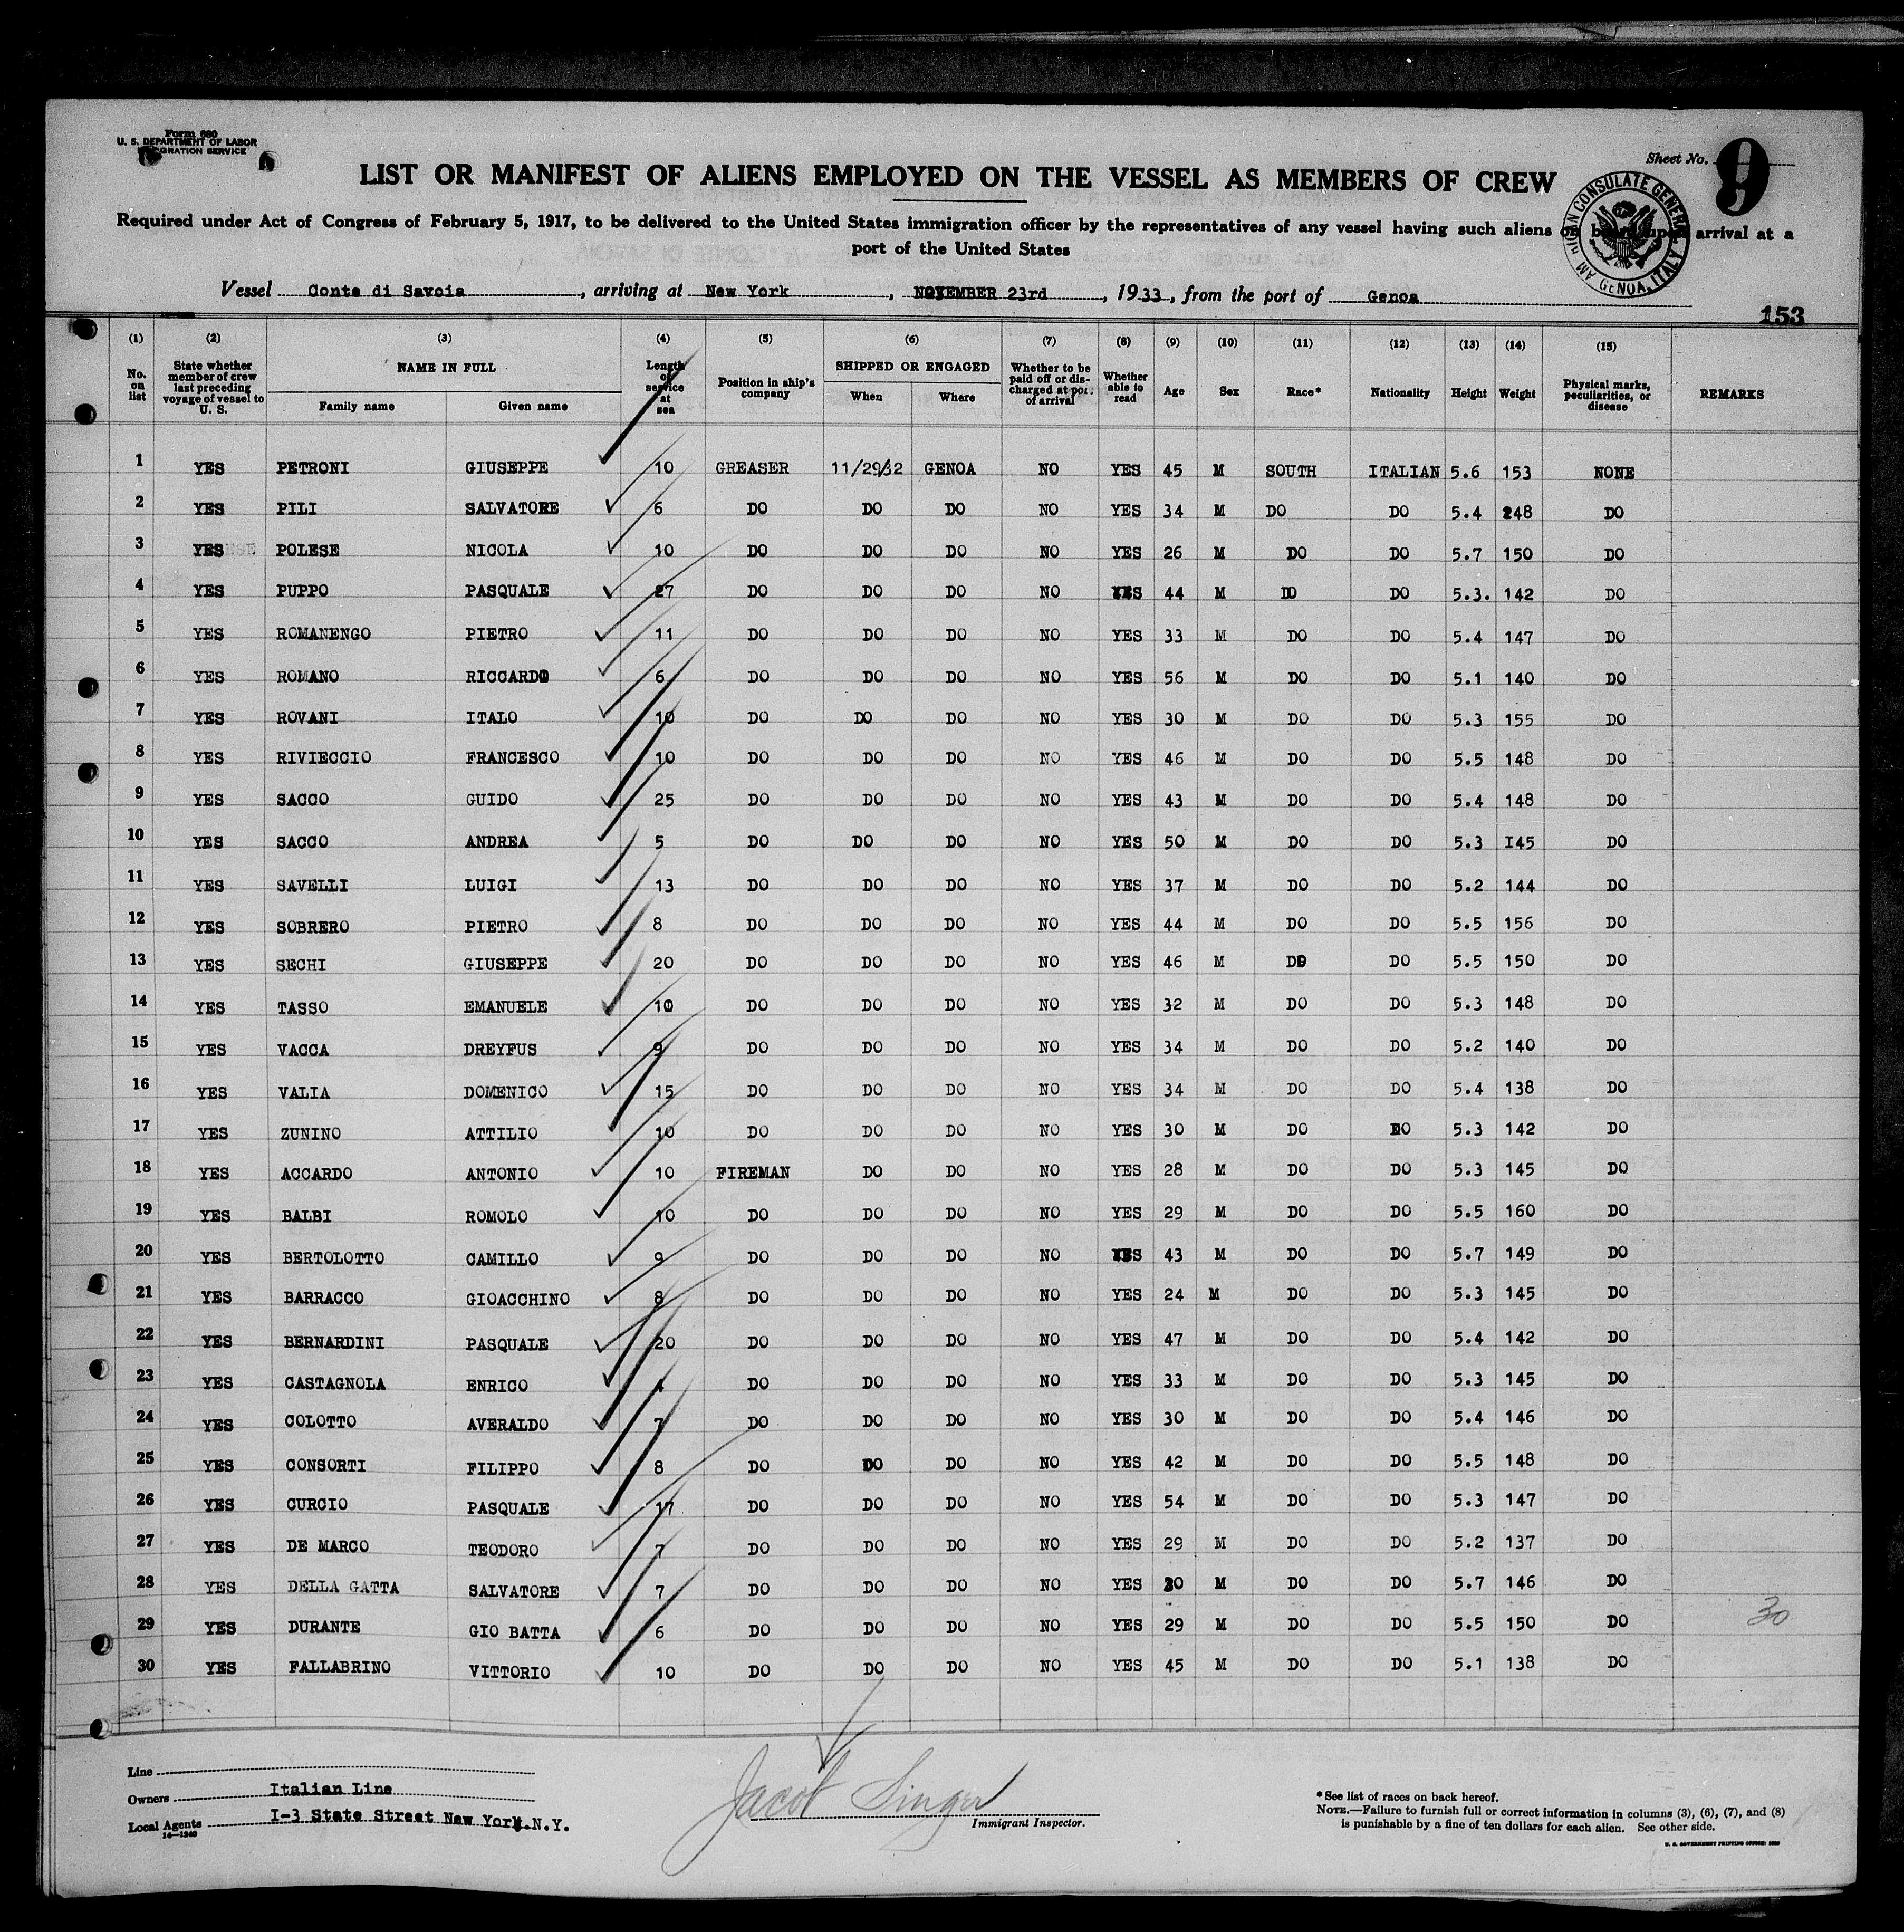 Form 680
U. S. DEPARTMENT OF LABOR
IMMIGRATION SERVICE
Sheet No. 9
LIST OR MANIFEST OF ALIENS EMPLOYED ON THE VESSEL AS MEMBERS OF CREW
Required under Act of Congress of February 5, 1917, to be delivered to the United States immigration officer by the representatives of any vessel having such aliens on board upon arrival at a
port of the United States
AMERICAN CONSULATE GENERAL GENOA, ITALY
Vessel Conte di Savoia, arriving at New York, NOVEMBER 23rd, 1933, from the port of Genoa
153
(1) (2) (3) (4) (5) (6) (7) (8) (9) (10) (11) (12) (13) (14) (15)
No. on list State whether member of crew last preceding voyage of vessel to U. S. NAME IN FULL Family name Given name Length of service at sea Position in ship's company SHIPPED OR ENGAGED When Where Whether to be paid off or discharged at port of arrival Whether able to read Age Sex Race* Nationality Height Weight Physical marks, peculiarities, or disease REMARKS
1 YES PETRONI GIUSEPPE 10 GREASER 11/29/32 GENOA NO YES 45 M SOUTH ITALIAN 5.6 153 NONE
2 YES PILI SALVATORE 6 DO DO DO NO YES 34 M DO DO 5.4 248 DO
3 YES POLESE NICOLA 10 DO DO DO NO YES 26 M DO DO 5.7 150 DO
4 YES PUPPO PASQUALE 27 DO DO DO NO YES 44 M DO DO 5.3. 142 DO
5 YES ROMANENGO PIETRO 11 DO DO DO NO YES 33 M DO DO 5.4 147 DO
6 YES ROMANO RICCARDO 6 DO DO DO NO YES 56 M DO DO 5.1 140 DO
7 YES ROVANI ITALO 10 DO DO DO NO YES 30 M DO DO 5.3 155 DO
8 YES RIVIECCIO FRANCESCO 10 DO DO DO NO YES 46 M DO DO 5.5 148 DO
9 YES SACCO GUIDO 25 DO DO DO NO YES 43 M DO DO 5.4 148 DO
10 YES SACCO ANDREA 5 DO DO DO NO YES 50 M DO DO 5.3 I45 DO
11 YES SAVELLI LUIGI 13 DO DO DO NO YES 37 M DO DO 5.2 144 DO
12 YES SOBRERO PIETRO 8 DO DO DO NO YES 44 M DO DO 5.5 156 DO
13 YES SECHI GIUSEPPE 20 DO DO DO NO YES 46 M DO DO 5.5 150 DO
14 YES TASSO EMANUELE 10 DO DO DO NO YES 32 M DO DO 5.3 148 DO
15 YES VACCA DREYFUS 9 DO DO DO NO YES 34 M DO DO 5.2 140 DO
16 YES VALIA DOMENICO 15 DO DO DO NO YES 34 M DO DO 5.4 138 DO
17 YES ZUNINO ATTILIO 10 DO DO DO NO YES 30 M DO DO 5.3 142 DO
18 YES ACCARDO ANTONIO 10 FIREMAN DO DO NO YES 28 M DO DO 5.3 145 DO
19 YES BALBI ROMOLO 10 DO DO DO NO YES 29 M DO DO 5.5 160 DO
20 YES BERTOLOTTO CAMILLO 9 DO DO DO NO YES 43 M DO DO 5.7 149 DO
21 YES BARRACCO GIOACCHINO 8 DO DO DO NO YES 24 M DO DO 5.3 145 DO
22 YES BERNARDINI PASQUALE 20 DO DO DO NO YES 47 M DO DO 5.4 142 DO
23 YES CASTAGNOLA ENRICO DO DO DO NO YES 33 M DO DO 5.3 145 DO
24 YES COLOTTO AVERALDO 7 DO DO DO NO YES 30 M DO DO 5.4 146 DO
25 YES CONSORTI FILIPPO 8 DO DO DO NO YES 42 M DO DO 5.5 148 DO
26 YES CURCIO PASQUALE 17 DO DO DO NO YES 54 M DO DO 5.3 147 DO
27 YES DE MARCO TEODORO 7 DO DO DO NO YES 29 M DO DO 5.2 137 DO
28 YES DELLA GATTA SALVATORE 7 DO DO DO NO YES 30 M DO DO 5.7 146 DO
29 YES DURANTE GIO BATTA 6 DO DO DO NO YES 29 M DO DO 5.5 150 DO 30
30 YES FALLABRINO VITTORIO 10 DO DO DO NO YES 45 M DO DO 5.1 138 DO
Line
Owners Italian Line
Local Agents I-3 State Street New York.N.Y.
14—1240
Jacob Singer
Immigrant Inspector.
*See list of races on back hereof.
NOTE.—Failure to furnish full or correct information in columns (3), (6), (7), and (8)
is punishable by a fine of ten dollars for each alien. See other side.